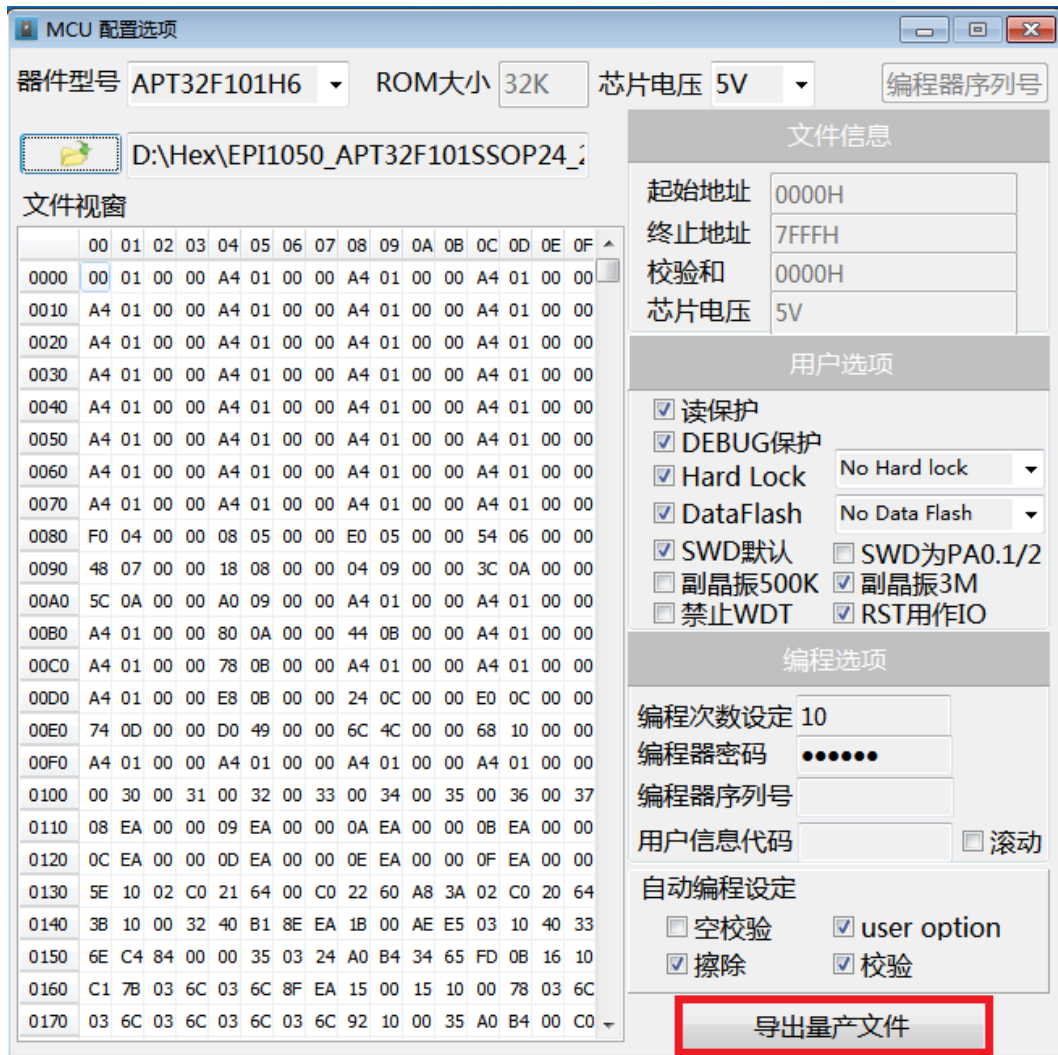 MCU 配置选项
器件型号 APT32F101H6 ROM大小 32K 芯片电压 5V 编程器序列号
D:\Hex\EPI1050_APT32F101SSOP24_
文件视窗
00 01 02 03 04 05 06 07 08 09 0A 0B 0C 0D 0E 0F
0000 00 01 00 00 A4 01 00 00 A4 01 00 00 A4 01 00 00
0010 A4 01 00 00 A4 01 00 00 A4 01 00 00 A4 01 00 00
0020 A4 01 00 00 A4 01 00 00 A4 01 00 00 A4 01 00 00
0030 A4 01 00 00 A4 01 00 00 A4 01 00 00 A4 01 00 00
0040 A4 01 00 00 A4 01 00 00 A4 01 00 00 A4 01 00 00
0050 A4 01 00 00 A4 01 00 00 A4 01 00 00 A4 01 00 00
0060 A4 01 00 00 A4 01 00 00 A4 01 00 00 A4 01 00 00
0070 A4 01 00 00 A4 01 00 00 A4 01 00 00 A4 01 00 00
0080 F0 04 00 00 08 05 00 00 E0 05 00 00 54 06 00 00
0090 48 07 00 00 18 08 00 00 04 09 00 00 3C 0A 00 00
00A0 5C 0A 00 00 A0 09 00 00 A4 01 00 00 A4 01 00 00
00B0 A4 01 00 00 80 0A 00 00 44 0B 00 00 A4 01 00 00
00C0 A4 01 00 00 78 0B 00 00 A4 01 00 00 A4 01 00 00
00D0 A4 01 00 00 E8 0B 00 00 24 0C 00 00 E0 0C 00 00
00E0 74 0D 00 00 D0 49 00 00 6C 4C 00 00 68 10 00 00
00F0 A4 01 00 00 A4 01 00 00 A4 01 00 00 A4 01 00 00
0100 00 30 00 31 00 32 00 33 00 34 00 35 00 36 00 37
0110 08 EA 00 00 09 EA 00 00 0A EA 00 00 0B EA 00 00
0120 0C EA 00 00 0D EA 00 00 0E EA 00 00 0F EA 00 00
0130 5E 10 02 C0 21 64 00 C0 22 60 A8 3A 02 C0 20 64
0140 3B 10 00 32 40 B1 8E EA 1B 00 AE E5 03 10 40 33
0150 6E C4 84 00 00 35 03 24 A0 B4 34 65 FD 0B 16 10
0160 C1 7B 03 6C 03 6C 8F EA 15 00 15 10 00 78 03 6C
0170 03 6C 03 6C 03 6C 03 6C 92 10 00 35 A0 B4 00 C0
文件信息
起始地址 0000H
终止地址 7FFFH
校验和 0000H
芯片电压 5V
用户选项
读保护
DEBUG保护
Hard Lock No Hard lock
DataFlash No Data Flash
SWD默认 SWD为PA0.1/2
副晶振500K 副晶振3M
禁止WDT RST用作IO
编程选项
编程次数设定 10
编程器密码 ●●●●●●
编程器序列号
用户信息代码 滚动
自动编程设定
空校验 user option
擦除 校验
导出量产文件